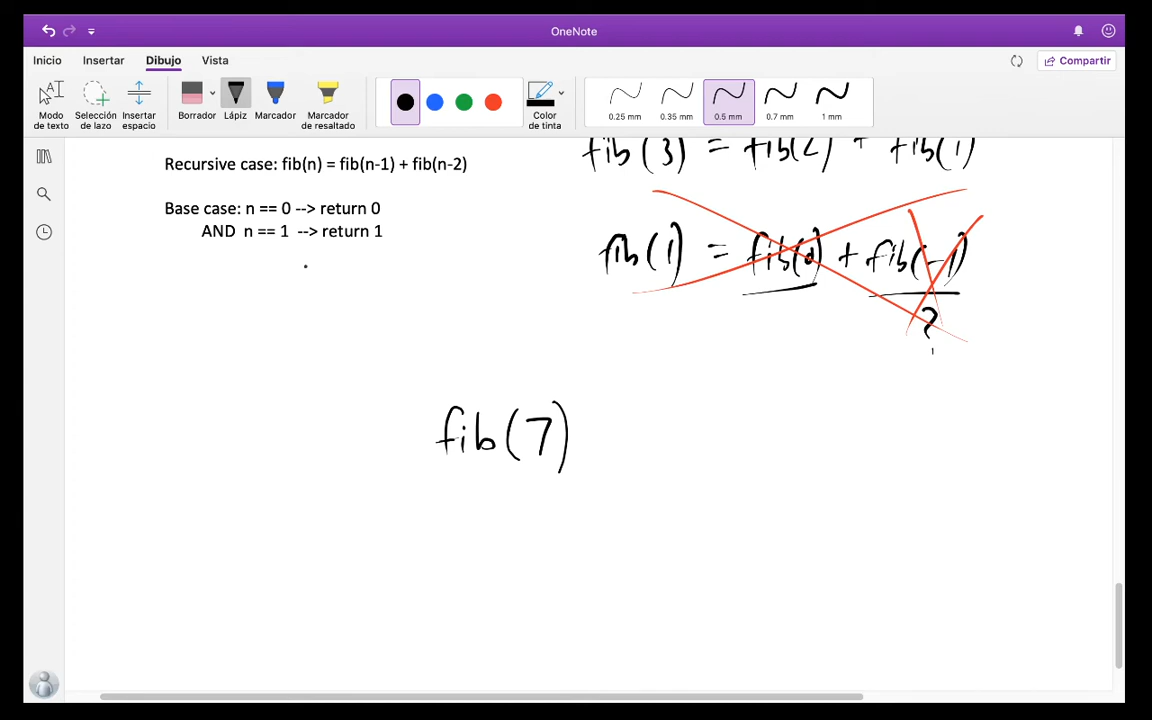 OneNote
Inicio Insertar Dibujo Vista
Compartir
Modo de texto
Selección de lazo
Insertar espacio
Borrador
Lápiz
Marcador
Marcador de resaltado
Color de tinta
0.25 mm 0.35 mm 0.5 mm 0.7 mm 1 mm
fib(3) = fib(2) + fib(1)
Recursive case: fib(n) = fib(n-1) + fib(n-2)
Base case: n == 0 --> return 0
AND n == 1 --> return 1
fib(1) = fib(0) + fib(-1)
?
fib(7)